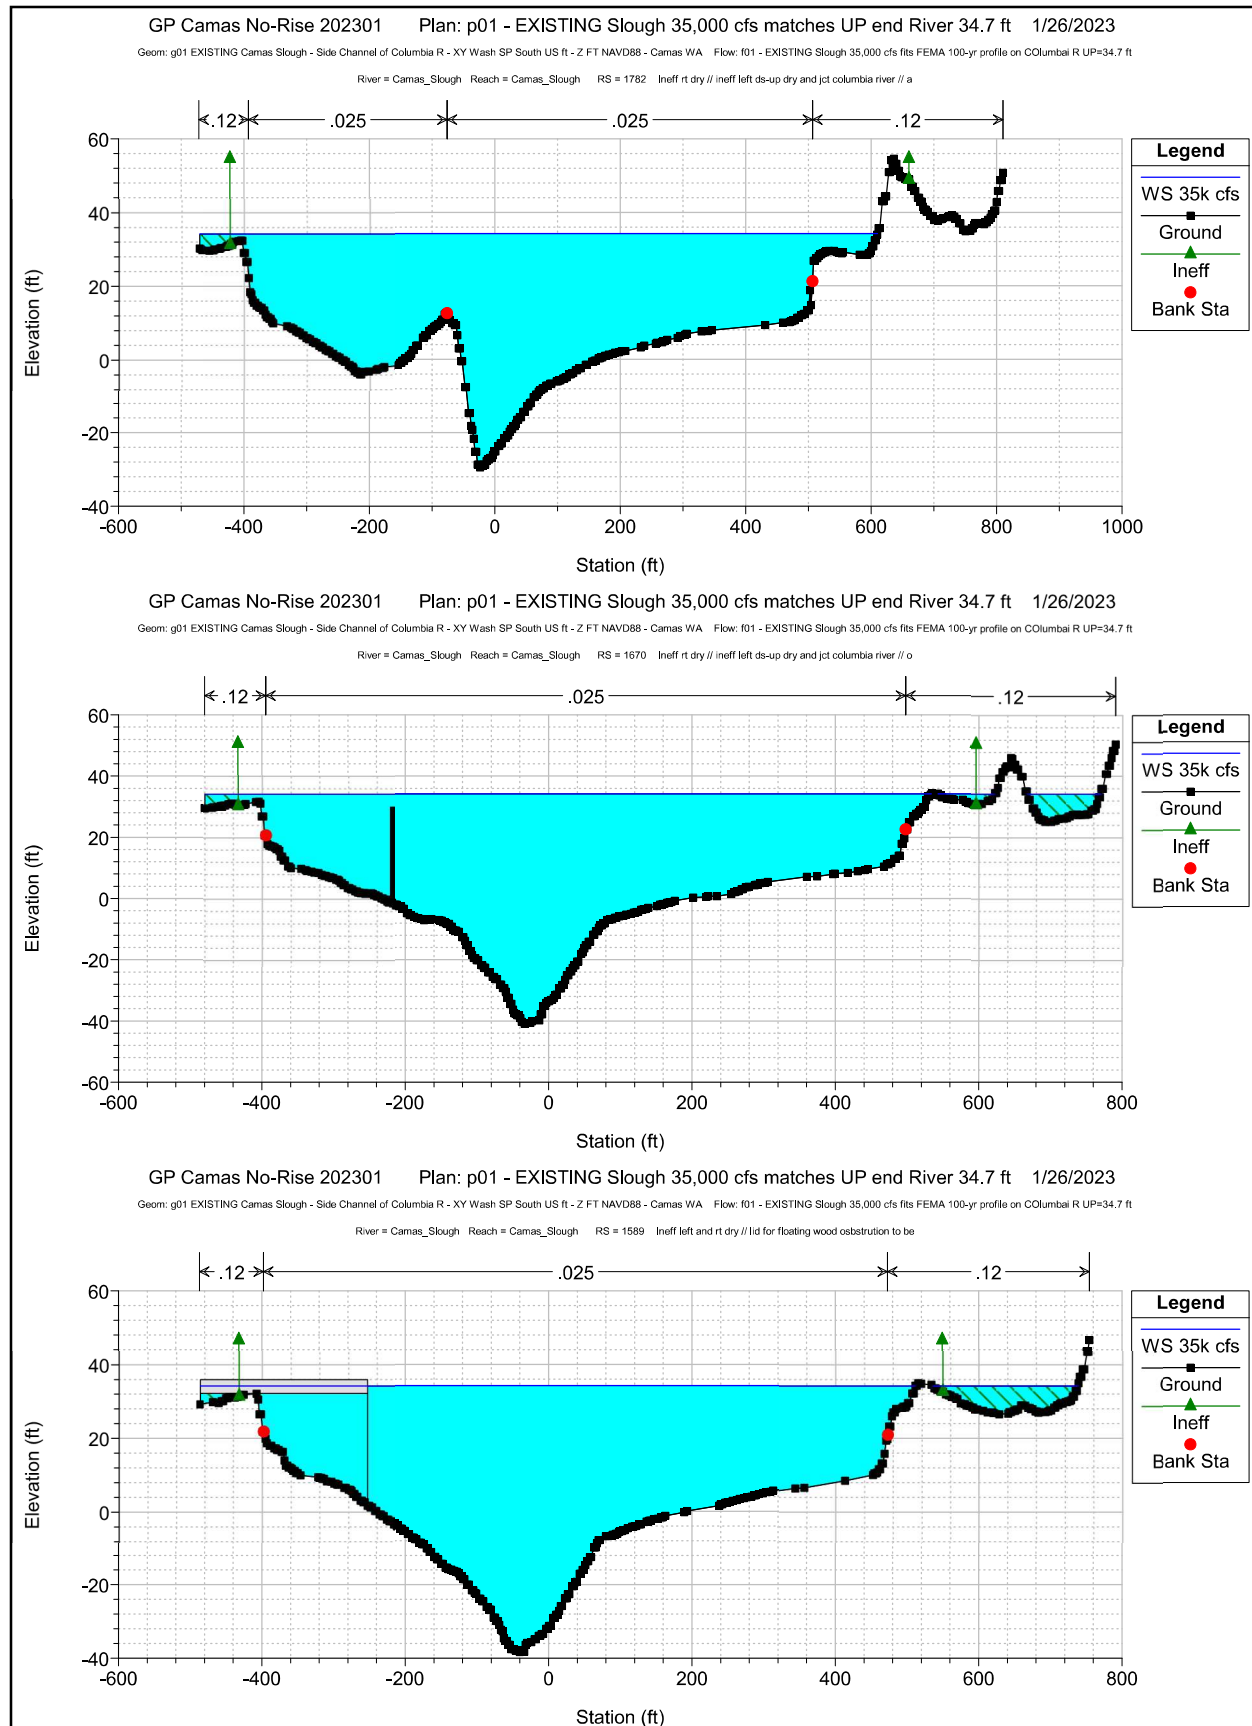 GP Camas No-Rise 202301 Plan: p01 - EXISTING Slough 35,000 cfs matches UP end River 34.7 ft 1/26/2023
Geom: g01 EXISTING Camas Slough - Side Channel of Columbia R - XY Wash SP South US ft - Z FT NAVD88 - Camas WA Flow: f01 - EXISTING Slough 35,000 cfs fits FEMA 100-yr profile on COlumbai R UP=34.7 ft
River = Camas_Slough Reach = Camas_Slough RS = 1782 Ineff rt dry // ineff left ds-up dry and jct columbia river // a
.12 .025 .025 .12
60
40
20
0
-20
-40
Elevation (ft)
-600 -400 -200 0 200 400 600 800 1000
Station (ft)
Legend
WS 35k cfs
Ground
Ineff
Bank Sta
GP Camas No-Rise 202301 Plan: p01 - EXISTING Slough 35,000 cfs matches UP end River 34.7 ft 1/26/2023
Geom: g01 EXISTING Camas Slough - Side Channel of Columbia R - XY Wash SP South US ft - Z FT NAVD88 - Camas WA Flow: f01 - EXISTING Slough 35,000 cfs fits FEMA 100-yr profile on COlumbai R UP=34.7 ft
River = Camas_Slough Reach = Camas_Slough RS = 1670 Ineff rt dry // ineff left ds-up dry and jct columbia river // o
.12 .025 .12
60
40
20
0
-20
-40
-60
Elevation (ft)
-600 -400 -200 0 200 400 600 800
Station (ft)
Legend
WS 35k cfs
Ground
Ineff
Bank Sta
GP Camas No-Rise 202301 Plan: p01 - EXISTING Slough 35,000 cfs matches UP end River 34.7 ft 1/26/2023
Geom: g01 EXISTING Camas Slough - Side Channel of Columbia R - XY Wash SP South US ft - Z FT NAVD88 - Camas WA Flow: f01 - EXISTING Slough 35,000 cfs fits FEMA 100-yr profile on COlumbai R UP=34.7 ft
River = Camas_Slough Reach = Camas_Slough RS = 1589 Ineff left and rt dry // lid for floating wood osbstrution to be
.12 .025 .12
60
40
20
0
-20
-40
Elevation (ft)
-600 -400 -200 0 200 400 600 800
Station (ft)
Legend
WS 35k cfs
Ground
Ineff
Bank Sta